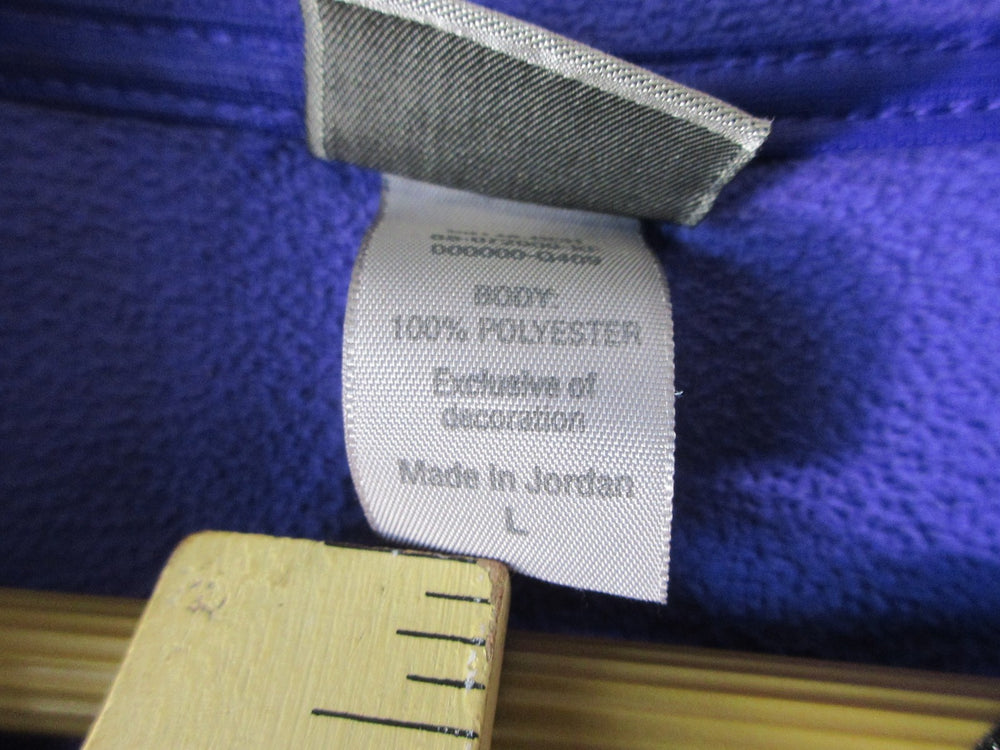 000000-Q409
BODY:
100% POLYESTER
Exclusive of
decoration
Made in Jordan
L